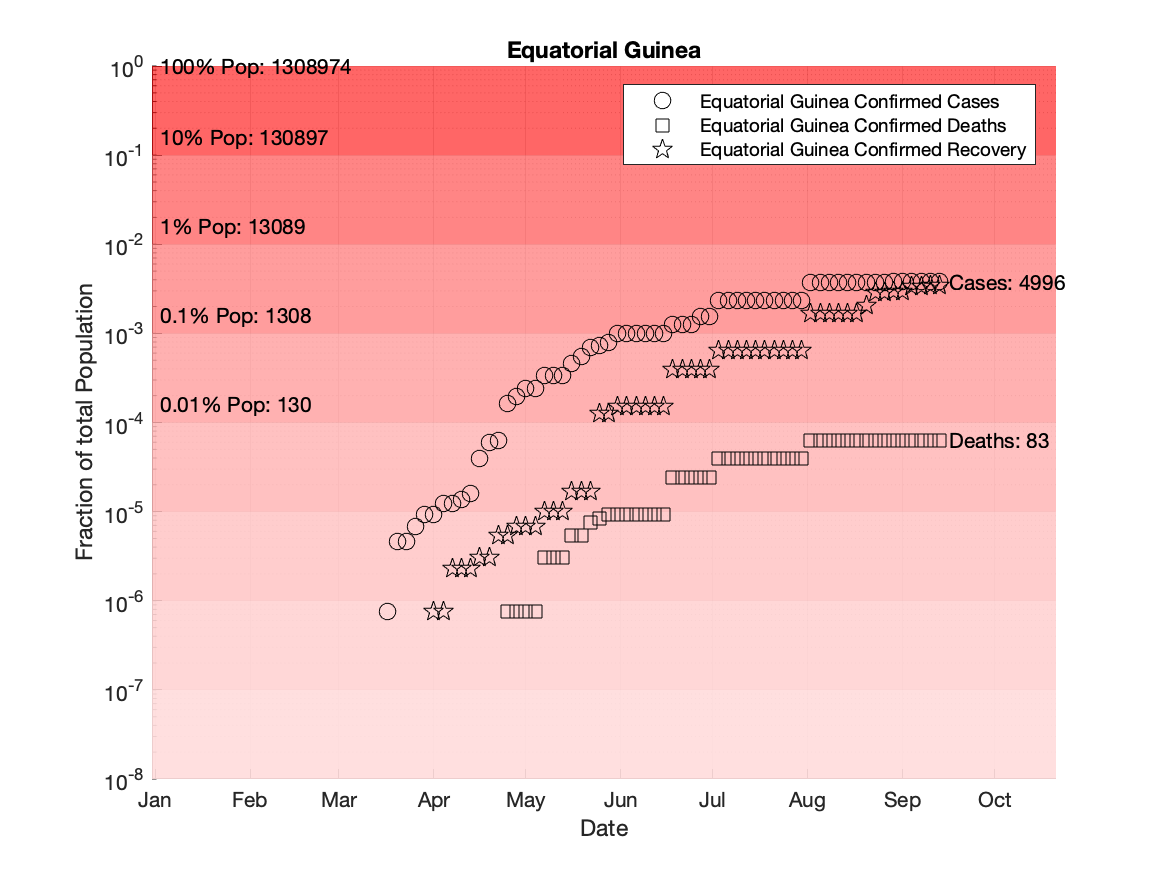 Equatorial Guinea
10^0
100% Pop: 1308974
Equatorial Guinea Confirmed Cases
Equatorial Guinea Confirmed Deaths
Equatorial Guinea Confirmed Recovery
10% Pop: 130897
10^-1
1% Pop: 13089
10^-2
Cases: 4996
0.1% Pop: 1308
10^-3
0.01% Pop: 130
10^-4
Deaths: 83
10^-5
10^-6
10^-7
10^-8
Fraction of total Population
Jan Feb Mar Apr May Jun Jul Aug Sep Oct
Date